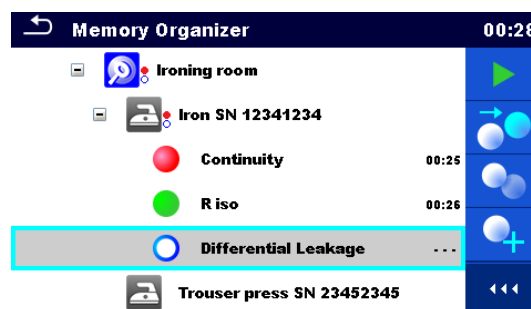 Memory Organizer 00:28
Ironing room
Iron SN 12341234
Continuity 00:25
R iso 00:26
Differential Leakage ---
Trouser press SN 23452345